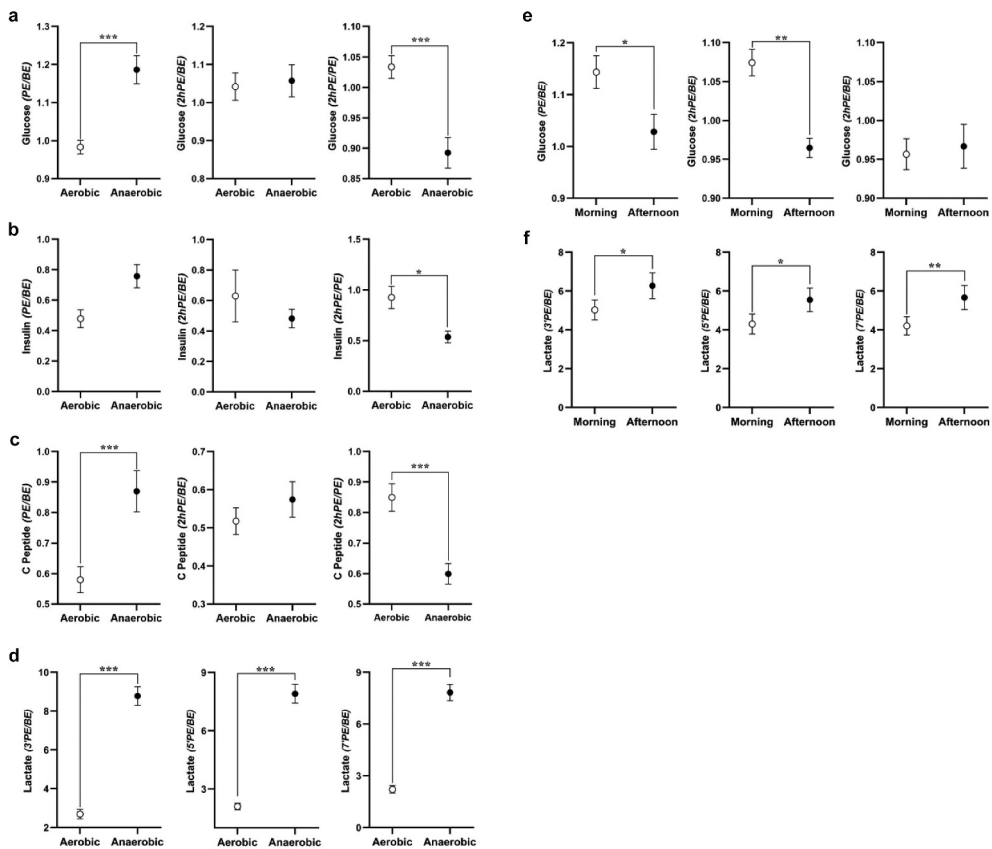 a
***
Glucose (PE/BE)
1.3
1.2
1.1
1.0
0.9
Aerobic Anaerobic
Glucose (2hPE/BE)
1.2
1.1
1.0
0.9
0.8
Aerobic Anaerobic
***
Glucose (2hPE/PE)
1.05
1.00
0.95
0.90
0.85
Aerobic Anaerobic
b
Insulin (PE/BE)
1.0
0.8
0.6
0.4
0.2
0.0
Aerobic Anaerobic
Insulin (2hPE/BE)
1.0
0.8
0.6
0.4
0.2
0.0
Aerobic Anaerobic
*
Insulin (2hPE/PE)
1.5
1.0
0.5
0.0
Aerobic Anaerobic
c
***
C Peptide (PE/BE)
1.0
0.9
0.8
0.7
0.6
0.5
Aerobic Anaerobic
C Peptide (2hPE/BE)
0.7
0.6
0.5
0.4
0.3
Aerobic Anaerobic
***
C Peptide (2hPE/PE)
1.0
0.9
0.8
0.7
0.6
0.5
Aerobic Anaerobic
d
***
Lactate (3'PE/BE)
10
8
6
4
2
Aerobic Anaerobic
***
Lactate (5'PE/BE)
9
6
3
Aerobic Anaerobic
***
Lactate (7'PE/BE)
9
6
3
0
Aerobic Anaerobic
e
*
Glucose (PE/BE)
1.2
1.1
1.0
0.9
Morning Afternoon
**
Glucose (2hPE/BE)
1.10
1.05
1.00
0.95
0.90
Morning Afternoon
Glucose (2hPE/BE)
1.10
1.05
1.00
0.95
0.90
Morning Afternoon
f
*
Lactate (3'PE/BE)
8
6
4
2
0
Morning Afternoon
*
Lactate (5'PE/BE)
8
6
4
2
0
Morning Afternoon
**
Lactate (7'PE/BE)
8
6
4
2
0
Morning Afternoon